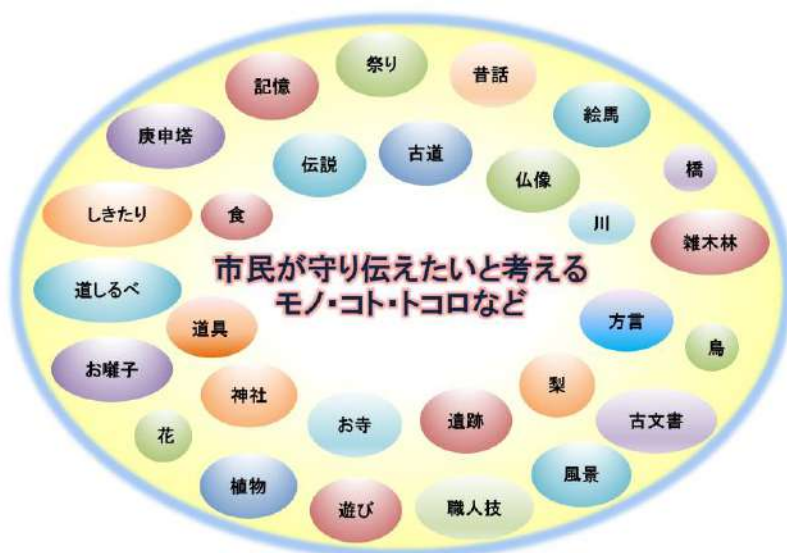 祭り
昔話
記憶
絵馬
庚申塔
伝説
古道
仏像
橋
しきたり
食
川
雑木林
市民が守り伝えたいと考える
モノ・コト・トコロなど
道しるべ
道具
方言
鳥
お囃子
神社
梨
お寺
遺跡
古文書
花
植物
遊び
職人技
風景